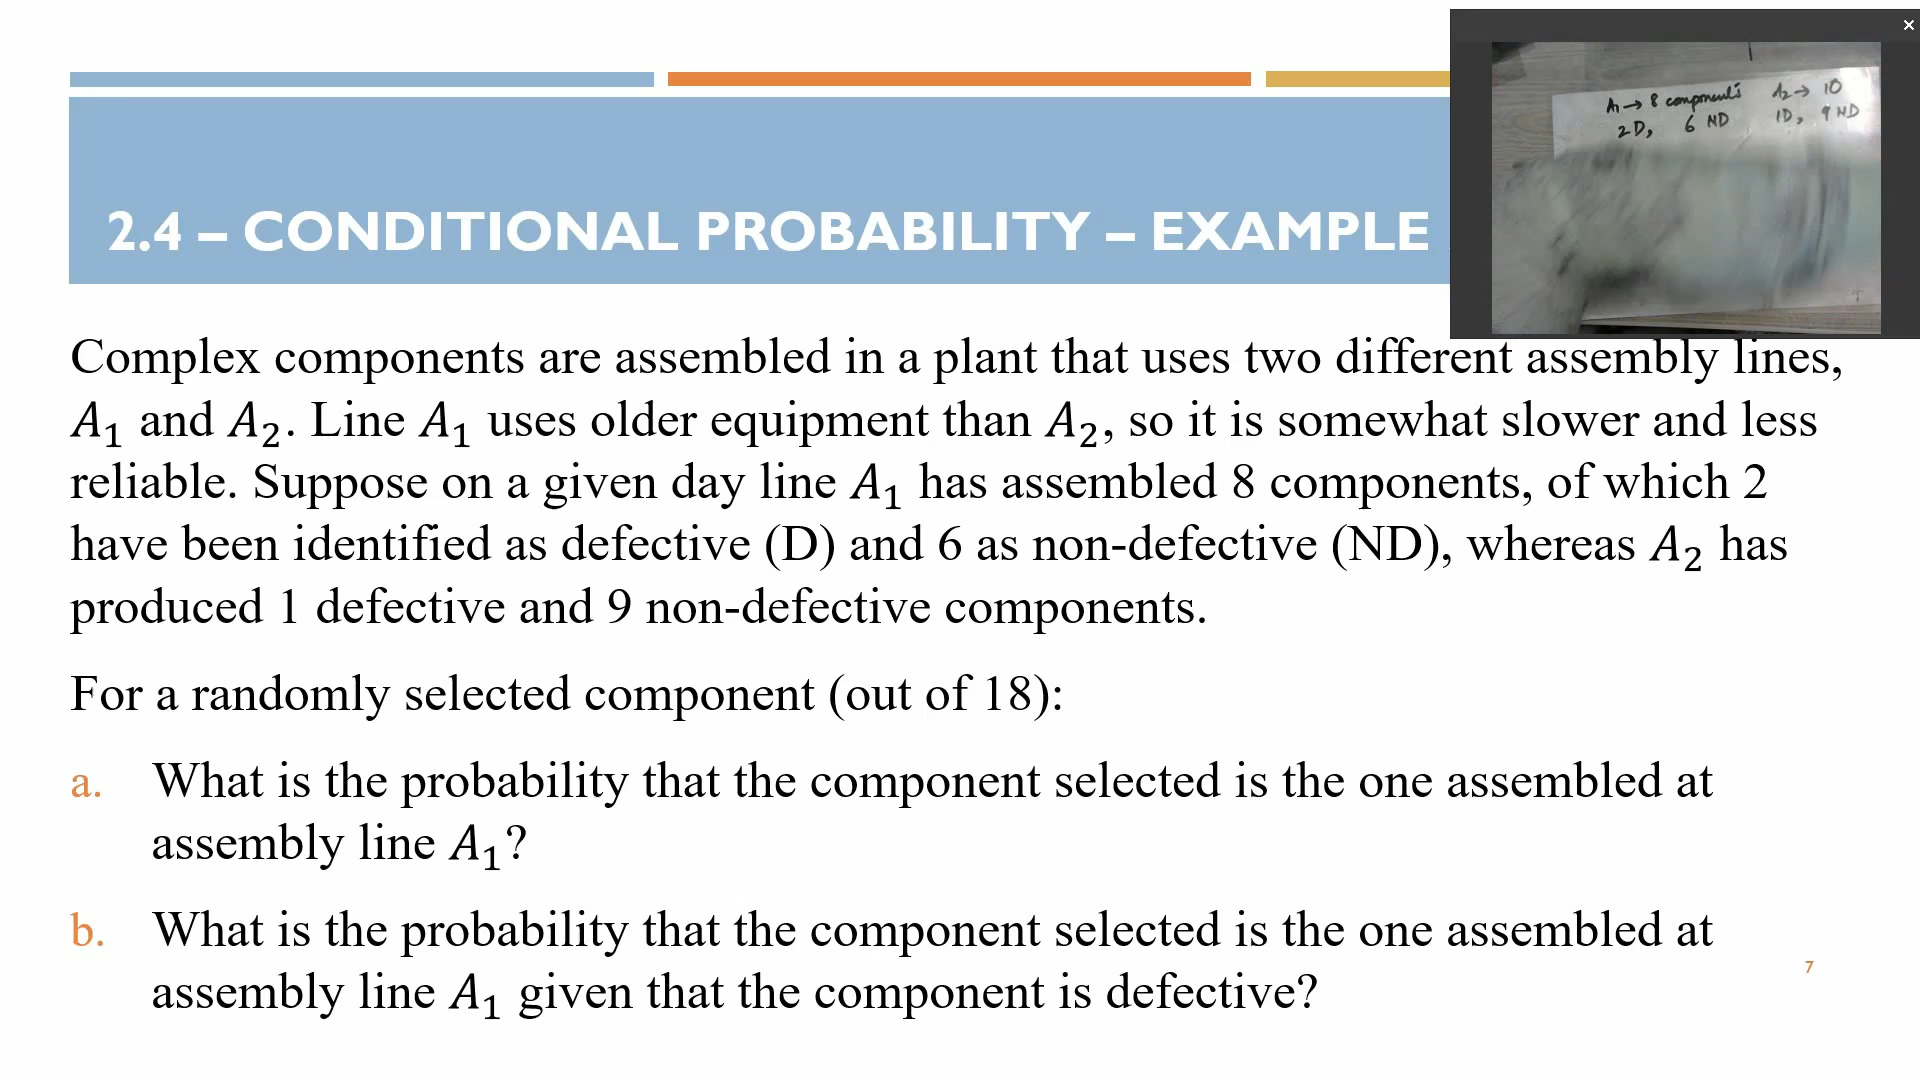 ×
A1 → 8 components A2 → 10
2D, 6 ND 1D, 9 ND
2.4 – CONDITIONAL PROBABILITY – EXAMPLE
Complex components are assembled in a plant that uses two different assembly lines,
A₁ and A₂. Line A₁ uses older equipment than A₂, so it is somewhat slower and less
reliable. Suppose on a given day line A₁ has assembled 8 components, of which 2
have been identified as defective (D) and 6 as non-defective (ND), whereas A₂ has
produced 1 defective and 9 non-defective components.
For a randomly selected component (out of 18):
a. What is the probability that the component selected is the one assembled at
assembly line A₁?
b. What is the probability that the component selected is the one assembled at
assembly line A₁ given that the component is defective?
7